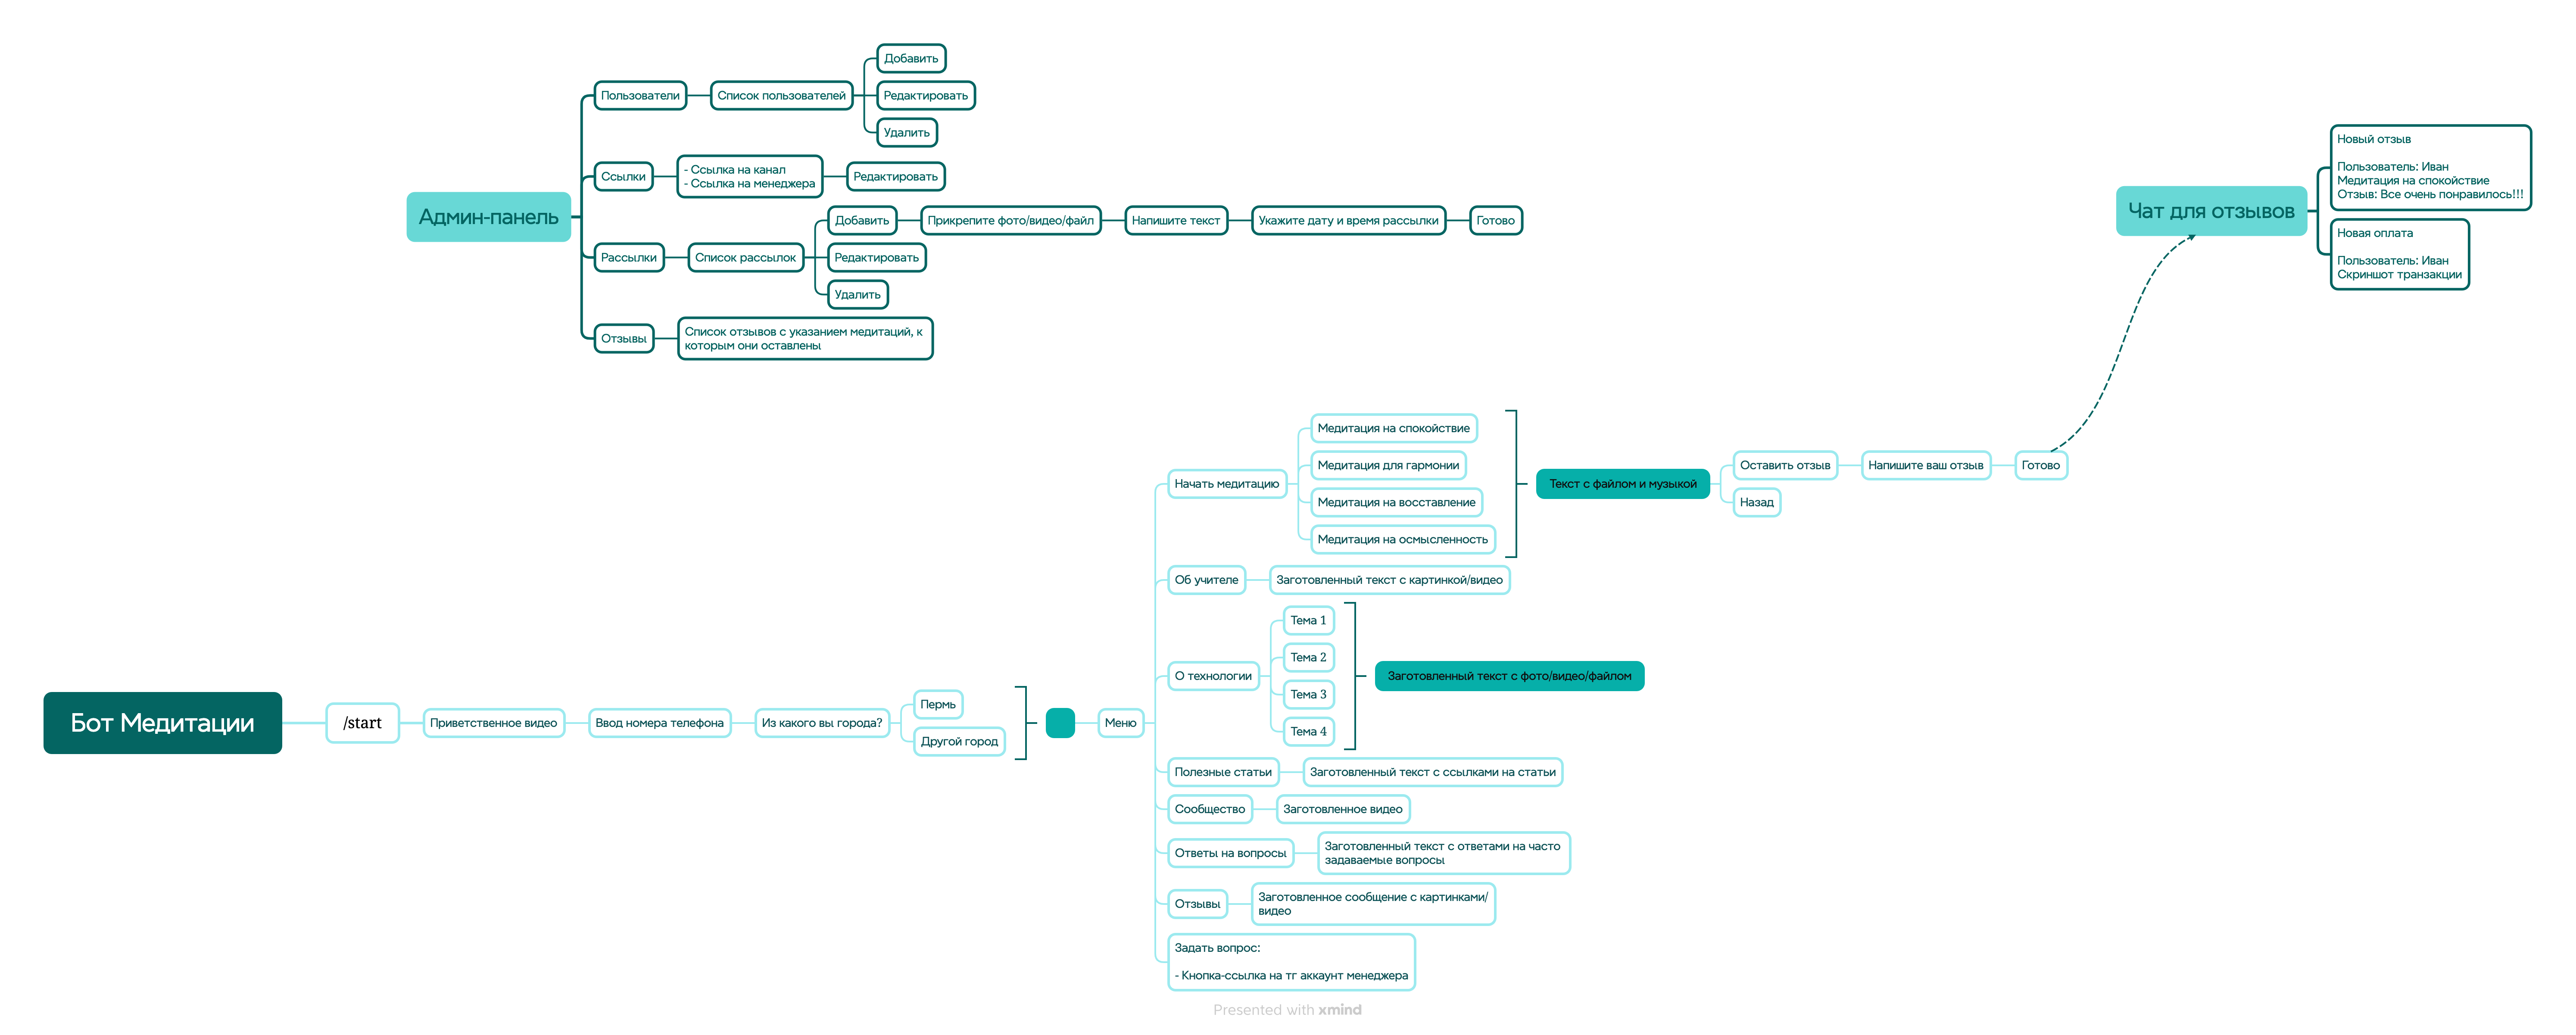 Админ-панель
Пользователи
Список пользователей
Добавить
Редактировать
Удалить
Ссылки
- Ссылка на канал
- Ссылка на менеджера
Редактировать
Рассылки
Список рассылок
Добавить
Прикрепите фото/видео/файл
Напишите текст
Укажите дату и время рассылки
Готово
Редактировать
Удалить
Отзывы
Список отзывов с указанием медитаций, к
которым они оставлены
Чат для отзывов
Новый отзыв
Пользователь: Иван
Медитация на спокойствие
Отзыв: Все очень понравилось!!!
Новая оплата
Пользователь: Иван
Скриншот транзакции
Бот Медитации
/start
Приветственное видео
Ввод номера телефона
Из какого вы города?
Пермь
Другой город
Меню
Начать медитацию
Медитация на спокойствие
Медитация для гармонии
Медитация на восставление
Медитация на осмысленность
Текст с файлом и музыкой
Оставить отзыв
Напишите ваш отзыв
Готово
Назад
Об учителе
Заготовленный текст с картинкой/видео
О технологии
Тема 1
Тема 2
Тема 3
Тема 4
Заготовленный текст с фото/видео/файлом
Полезные статьи
Заготовленный текст с ссылками на статьи
Сообщество
Заготовленное видео
Ответы на вопросы
Заготовленный текст с ответами на часто
задаваемые вопросы
Отзывы
Заготовленное сообщение с картинками/
видео
Задать вопрос:
- Кнопка-ссылка на тг аккаунт менеджера
Presented with xmind